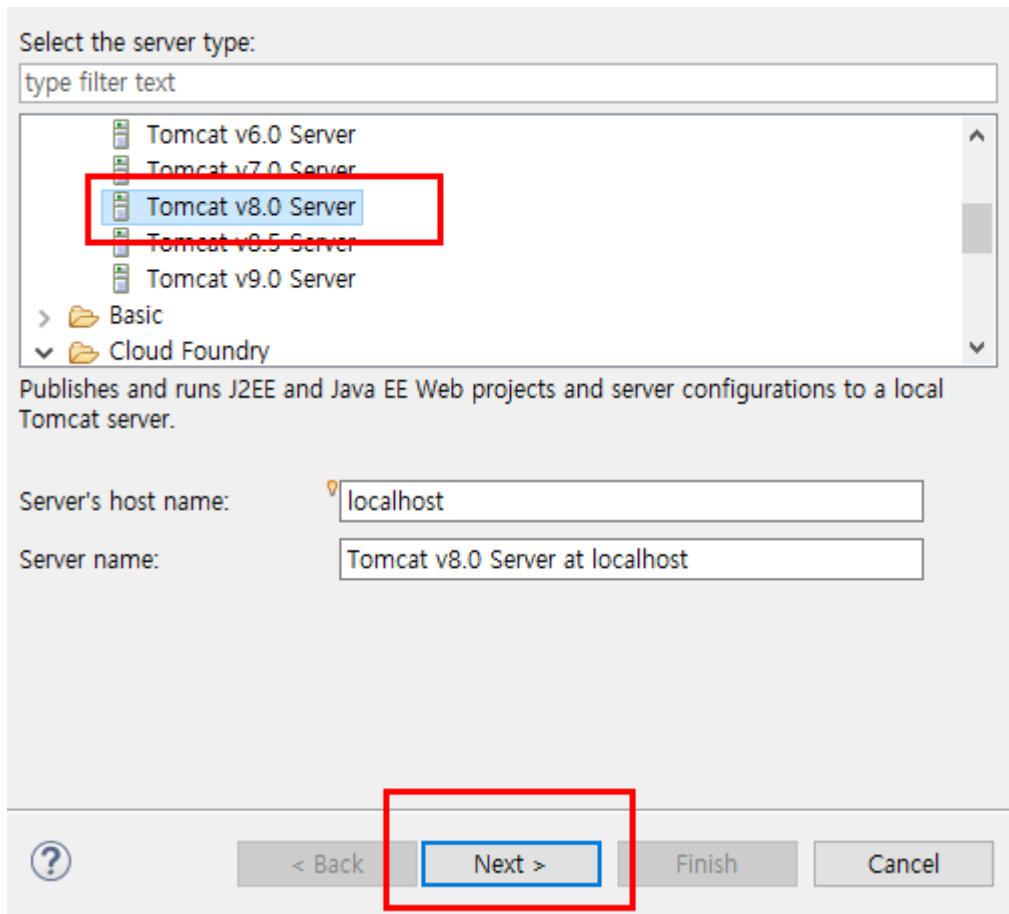 Select the server type:
type filter text
Tomcat v6.0 Server
Tomcat v7.0 Server
Tomcat v8.0 Server
Tomcat v8.5 Server
Tomcat v9.0 Server
Basic
Cloud Foundry
Publishes and runs J2EE and Java EE Web projects and server configurations to a local
Tomcat server.
Server's host name: localhost
Server name: Tomcat v8.0 Server at localhost
? < Back Next > Finish Cancel